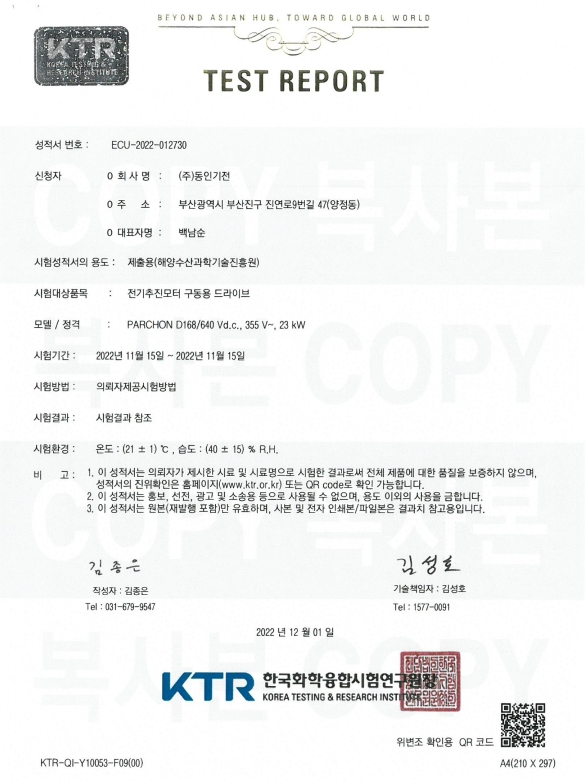 BEYOND ASIAN HUB, TOWARD GLOBAL WORLD
KTR
KOREA TESTING &
RESEARCH INSTITUTE
TEST REPORT
성적서 번호 : ECU-2022-012730
신청자 0 회 사 명 : (주)동인기전
0 주 소 : 부산광역시 부산진구 진연로9번길 47(양정동)
0 대표자명 : 백남순
시험성적서의 용도 : 제출용(해양수산과학기술진흥원)
시험대상품목 : 전기추진모터 구동용 드라이브
모델 / 정격 : PARCHON D168/640 Vd.c., 355 V~, 23 kW
시험기간 : 2022년 11월 15일 ~ 2022년 11월 15일
시험방법 : 의뢰자제공시험방법
시험결과 : 시험결과 참조
시험환경 : 온도 : (21 ± 1) ℃ , 습도 : (40 ± 15) % R.H.
비 고 : 1. 이 성적서는 의뢰자가 제시한 시료 및 시료명으로 시험한 결과로써 전체 제품에 대한 품질을 보증하지 않으며,
성적서의 진위확인은 홈페이지(www.ktr.or.kr) 또는 QR code로 확인 가능합니다.
2. 이 성적서는 홍보, 선전, 광고 및 소송용 등으로 사용될 수 없으며, 용도 이외의 사용을 금합니다.
3. 이 성적서는 원본(재발행 포함)만 유효하며, 사본 및 전자 인쇄본/파일본은 결과치 참고용입니다.
김종은 김성호
작성자 : 김종은 기술책임자 : 김성호
Tel : 031-679-9547 Tel : 1577-0091
2022 년 12 월 01 일
KTR 한국화학융합시험연구원장
KOREA TESTING & RESEARCH INSTITUTE
위변조 확인용 QR 코드
KTR-QI-Y10053-F09(00) A4(210 X 297)
COPY 복사본
복사본 COPY
COPY 복사본
복사본 COPY